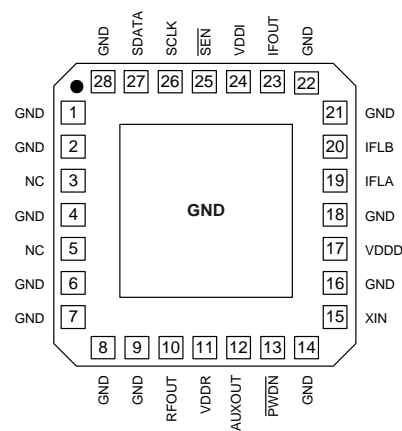 GND SDATA SCLK SEN VDDI IFOUT GND
28 27 26 25 24 23 22
GND 1 21 GND
GND 2 20 IFLB
NC 3 19 IFLA
GND 4 GND 18 GND
NC 5 17 VDDD
GND 6 16 GND
GND 7 15 XIN
8 9 10 11 12 13 14
GND GND RFOUT VDDR AUXOUT PWDN GND